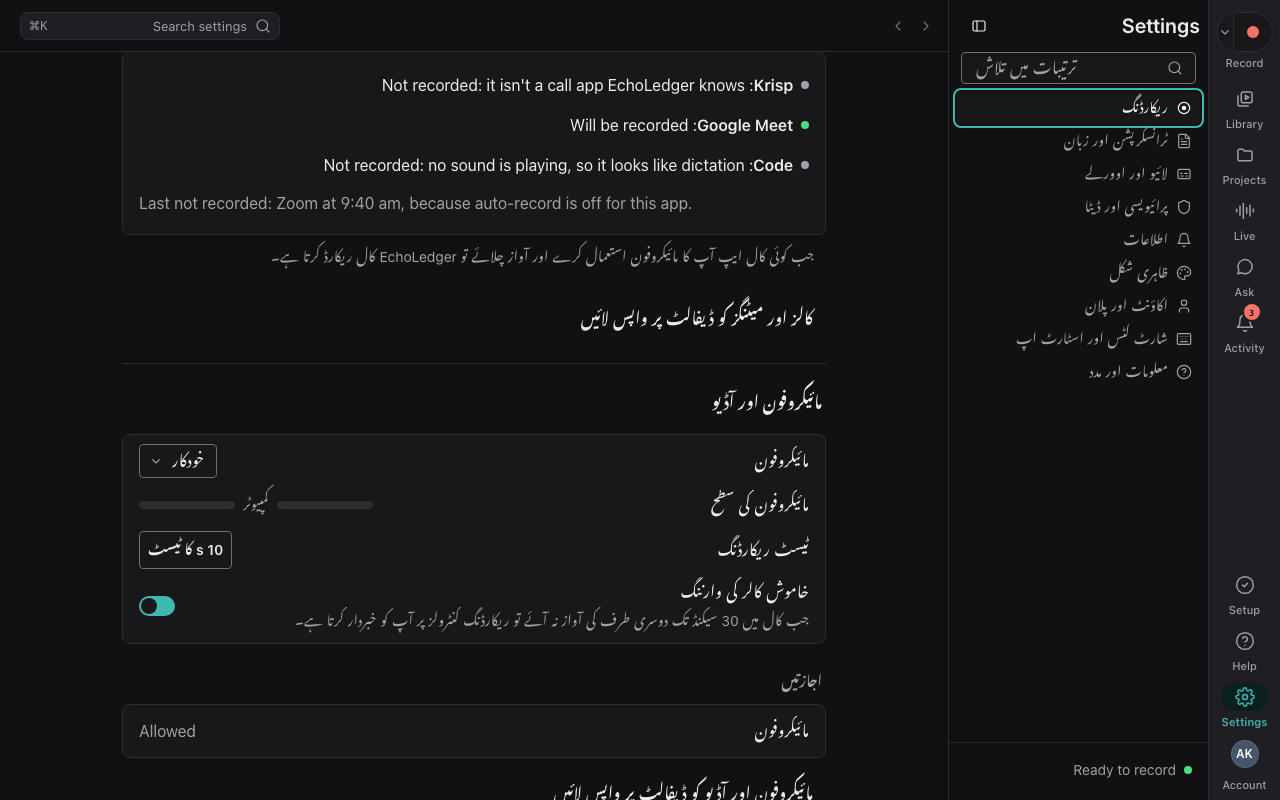 ⌘K
Search settings
Settings
Record
Library
Projects
Live
Ask
3
Activity
Setup
Help
Settings
AK
Account
ترتیبات میں تلاش
ریکارڈنگ
ٹرانسکرپشن اور زبان
لائیو اور اوورلے
پرائیویسی اور ڈیٹا
اطلاعات
ظاہری شکل
اکاؤنٹ اور پلان
شارٹ کٹس اور اسٹارٹ اپ
معلومات اور مدد
Ready to record
Krisp: Not recorded: it isn't a call app EchoLedger knows
Google Meet: Will be recorded
Code: Not recorded: no sound is playing, so it looks like dictation
Last not recorded: Zoom at 9:40 am, because auto-record is off for this app.
جب کوئی کال ایپ آپ کا مائیکروفون استعمال کرے اور آواز چلائے تو EchoLedger کال ریکارڈ کرتا ہے۔
کالز اور میٹنگز کو ڈیفالٹ پر واپس لائیں
مائیکروفون اور آڈیو
مائیکروفون
خودکار
مائیکروفون کی سطح
کمپیوٹر
ٹیسٹ ریکارڈنگ
10 s کا ٹیسٹ
خاموش کالر کی وارننگ
جب کال میں 30 سیکنڈ تک دوسری طرف کی آواز نہ آئے تو ریکارڈنگ کنٹرولز پر آپ کو خبردار کرتا ہے۔
اجازتیں
مائیکروفون
Allowed
مائیکروفون اور آڈیو کو ڈیفالٹ پر واپس لائیں